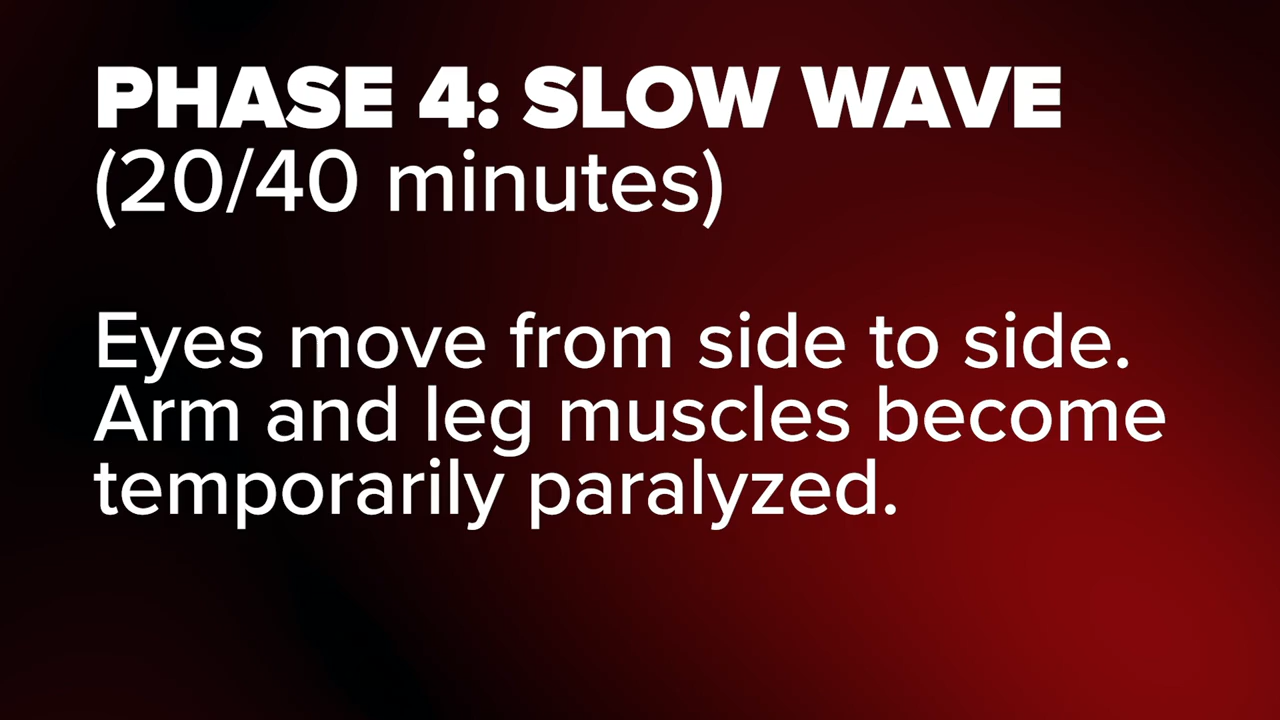 PHASE 4: SLOW WAVE
(20/40 minutes)
Eyes move from side to side.
Arm and leg muscles become
temporarily paralyzed.